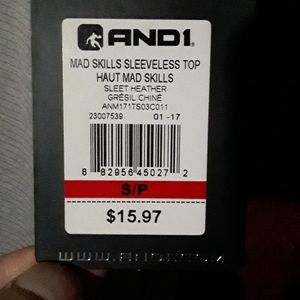 AND1
MAD SKILLS SLEEVELESS TOP
HAUT MAD SKILLS
SLEET HEATHER
GRÉSIL CHINÉ
ANM171TS03C011
23007539 01 -17
8 82956 45027 2
S/P
$15.97